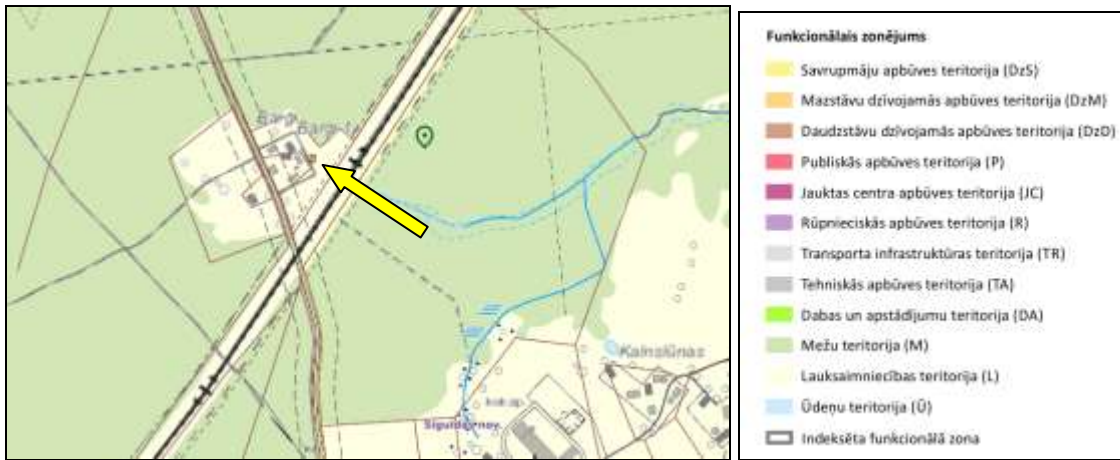 Kalnslūnas
Funkcionālais zonējums
Savrupmāju apbūves teritorija (DzS)
Mazstāvu dzīvojamās apbūves teritorija (DzM)
Daudzstāvu dzīvojamās apbūves teritorija (DzD)
Publiskās apbūves teritorija (P)
Jauktas centra apbūves teritorija (JC)
Rūpnieciskās apbūves teritorija (R)
Transporta infrastruktūras teritorija (TR)
Tehniskās apbūves teritorija (TA)
Dabas un apstādījumu teritorija (DA)
Mežu teritorija (M)
Lauksaimniecības teritorija (L)
Ūdeņu teritorija (Ū)
Indeksēta funkcionālā zona